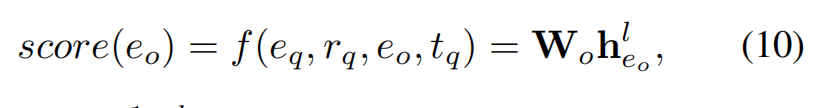 score(e_o) = f(e_q, r_q, e_o, t_q) = W_o h^l_{e_o}, (10)